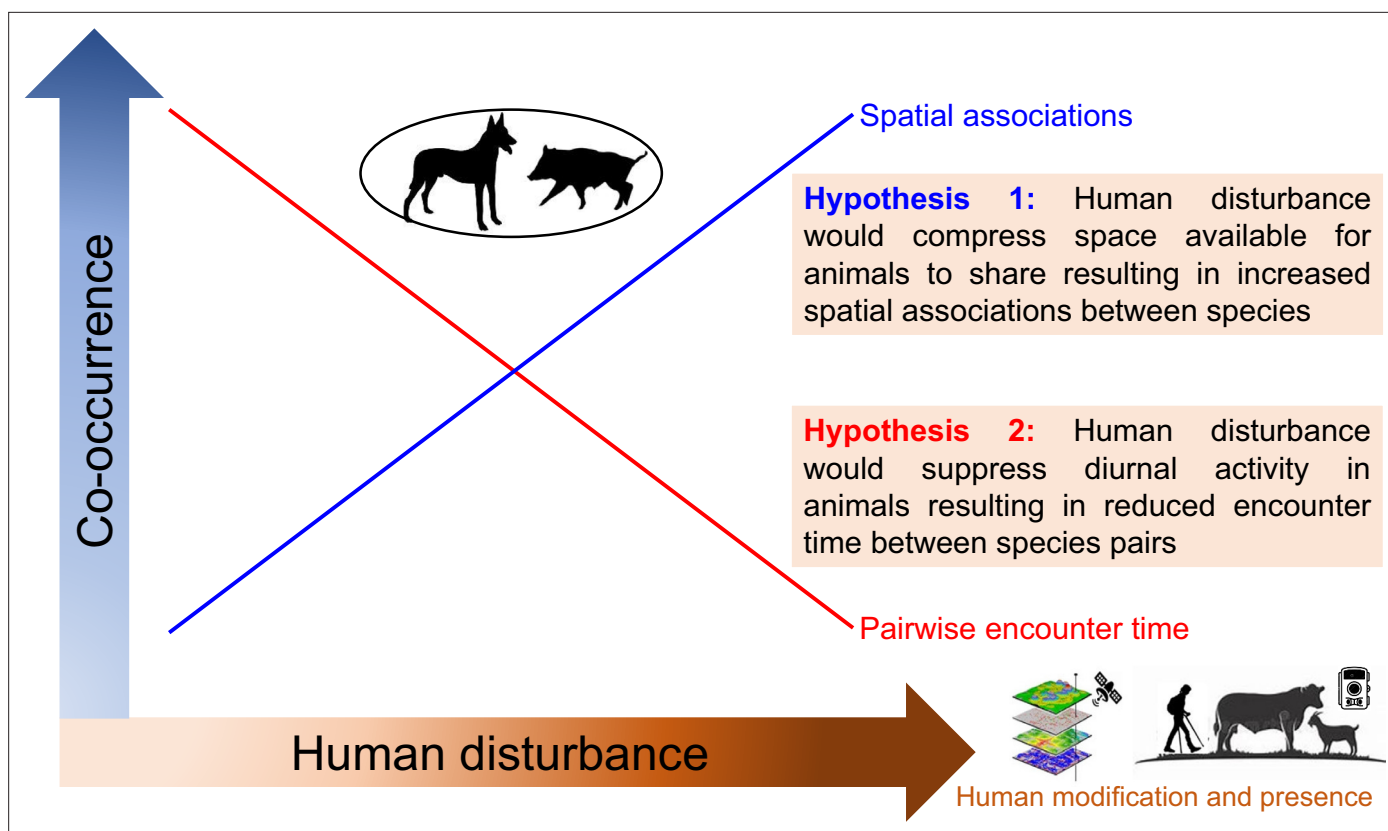 Co-occurrence
Spatial associations
Hypothesis 1: Human disturbance
would compress space available for
animals to share resulting in increased
spatial associations between species
Hypothesis 2: Human disturbance
would suppress diurnal activity in
animals resulting in reduced encounter
time between species pairs
Pairwise encounter time
Human disturbance
Human modification and presence